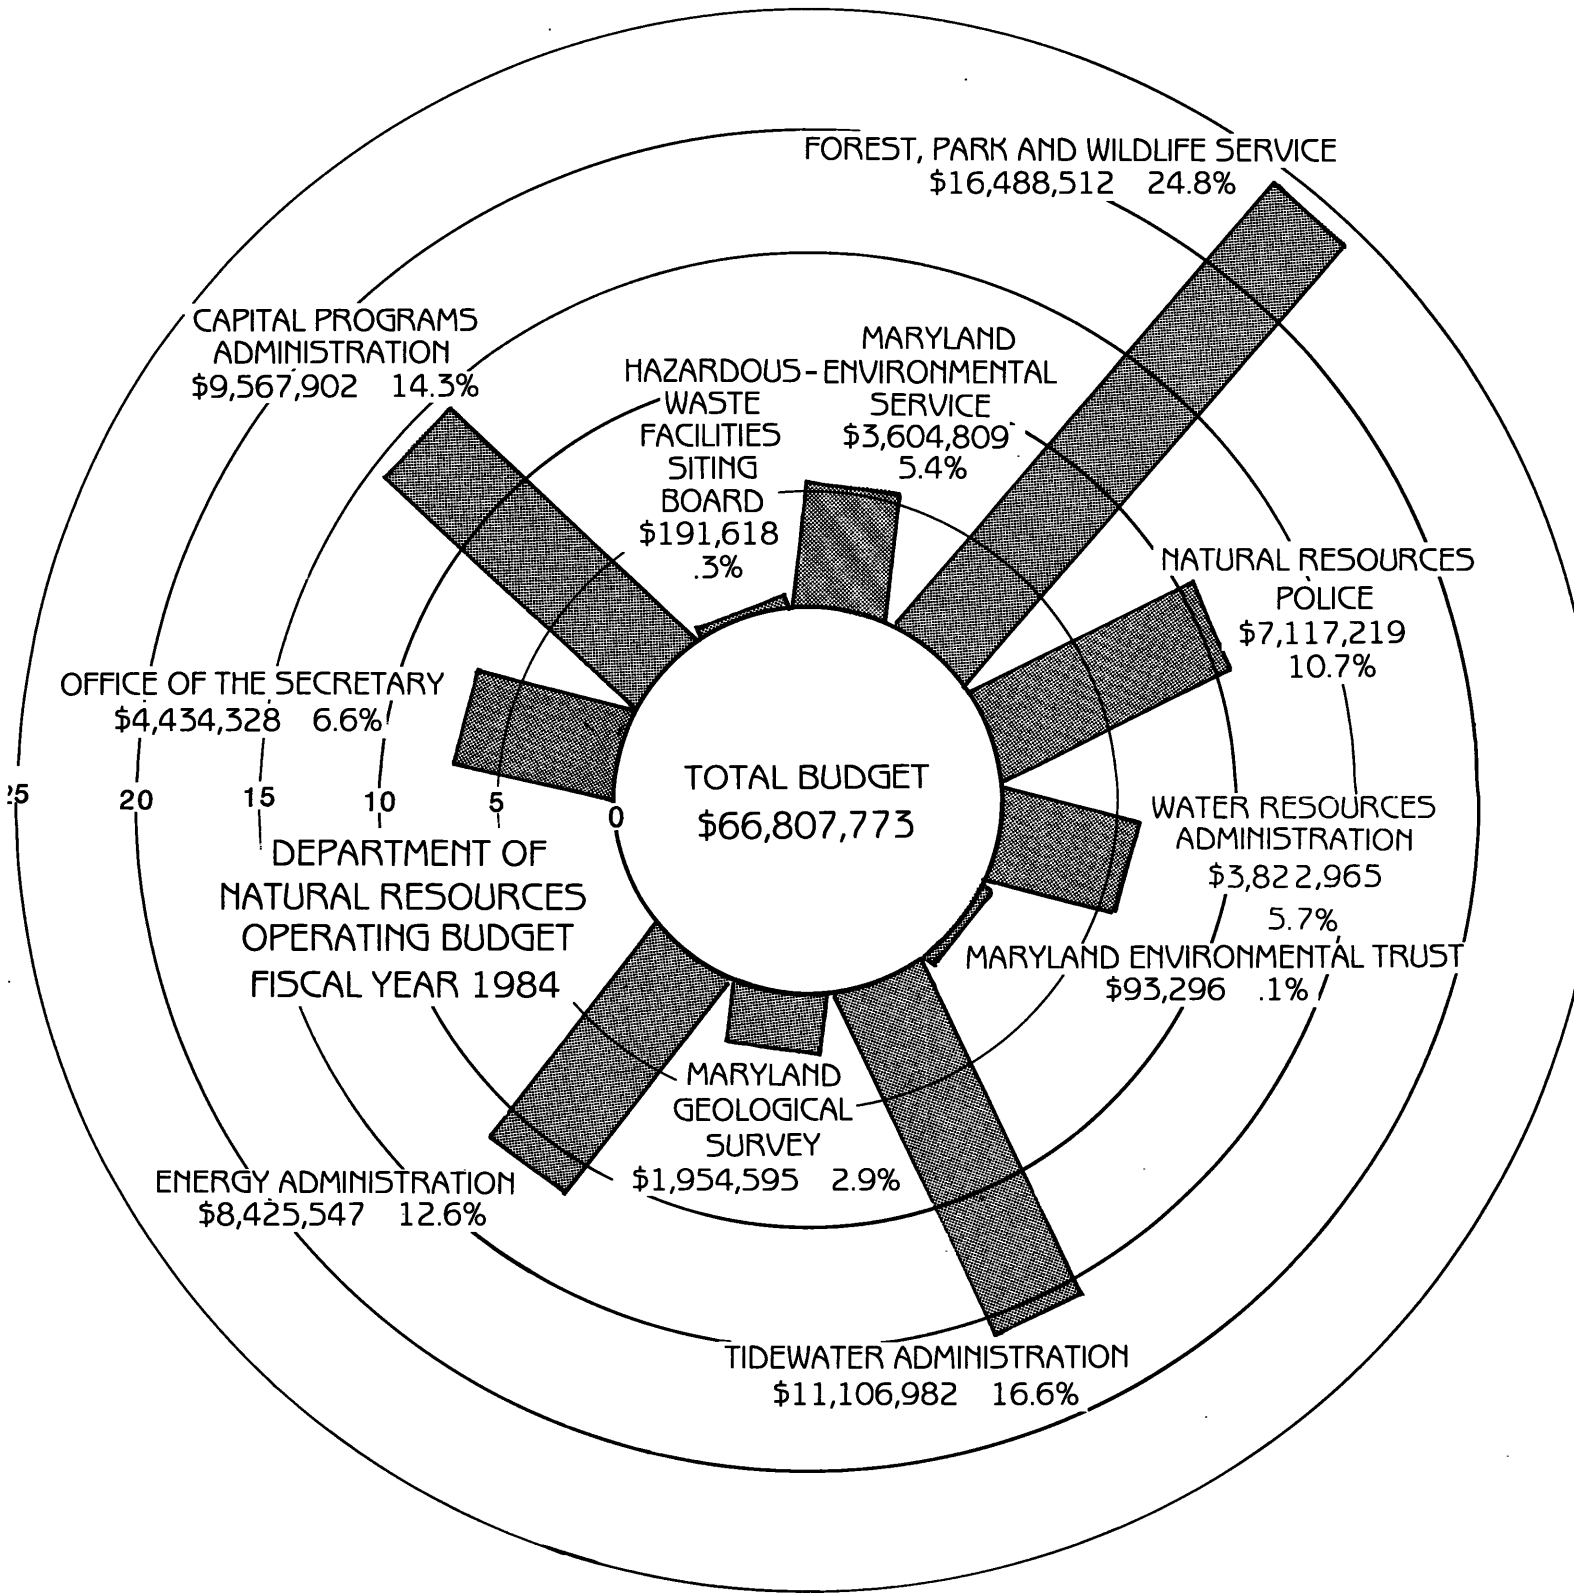 FOREST, PARK AND WILDLIFE SERVICE
$16,488,512 24.8%
CAPITAL PROGRAMS
ADMINISTRATION
$9,567,902 14.3%
HAZARDOUS-
WASTE
FACILITIES
SITING
BOARD
$191,618
.3%
MARYLAND
ENVIRONMENTAL
SERVICE
$3,604,809
5.4%
NATURAL RESOURCES
POLICE
$7,117,219
10.7%
OFFICE OF THE SECRETARY
$4,434,328 6.6%
TOTAL BUDGET
$66,807,773
25 20 15 10 5 0
WATER RESOURCES
ADMINISTRATION
$3,822,965
5.7%
DEPARTMENT OF
NATURAL RESOURCES
OPERATING BUDGET
FISCAL YEAR 1984
MARYLAND ENVIRONMENTAL TRUST
$93,296 .1%
MARYLAND
GEOLOGICAL
SURVEY
$1,954,595 2.9%
ENERGY ADMINISTRATION
$8,425,547 12.6%
TIDEWATER ADMINISTRATION
$11,106,982 16.6%